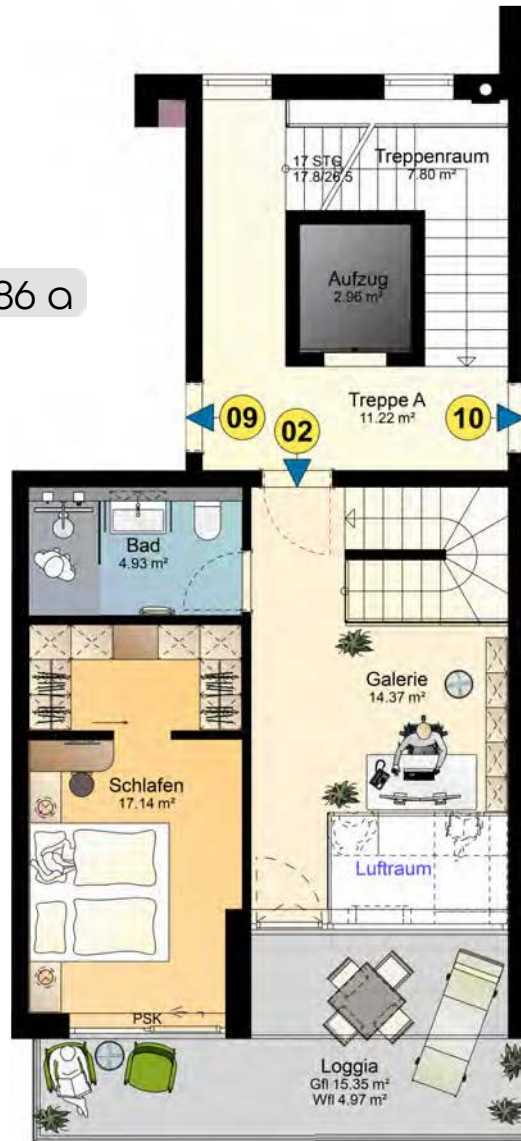 86 a
17 STG
17.8/26.5
Treppenraum
7.80 m²
Aufzug
2.96 m²
Treppe A
11.22 m²
09
02
10
Bad
4.93 m²
Galerie
14.37 m²
Schlafen
17.14 m²
Luftraum
PSK
Loggia
Gfl 15.35 m²
Wfl 4.97 m²